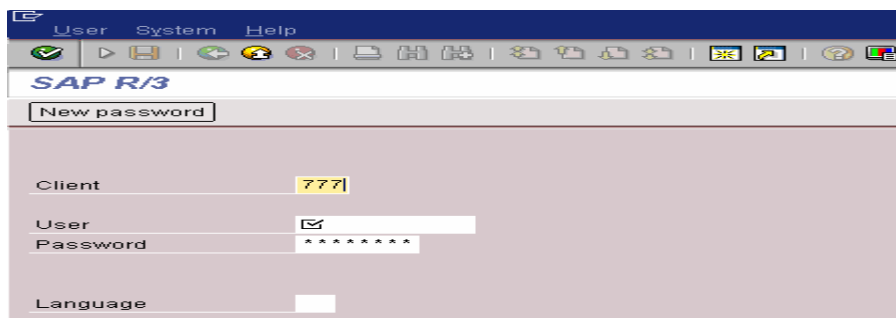 User System Help
SAP R/3
New password
Client 777
User
Password ********
Language